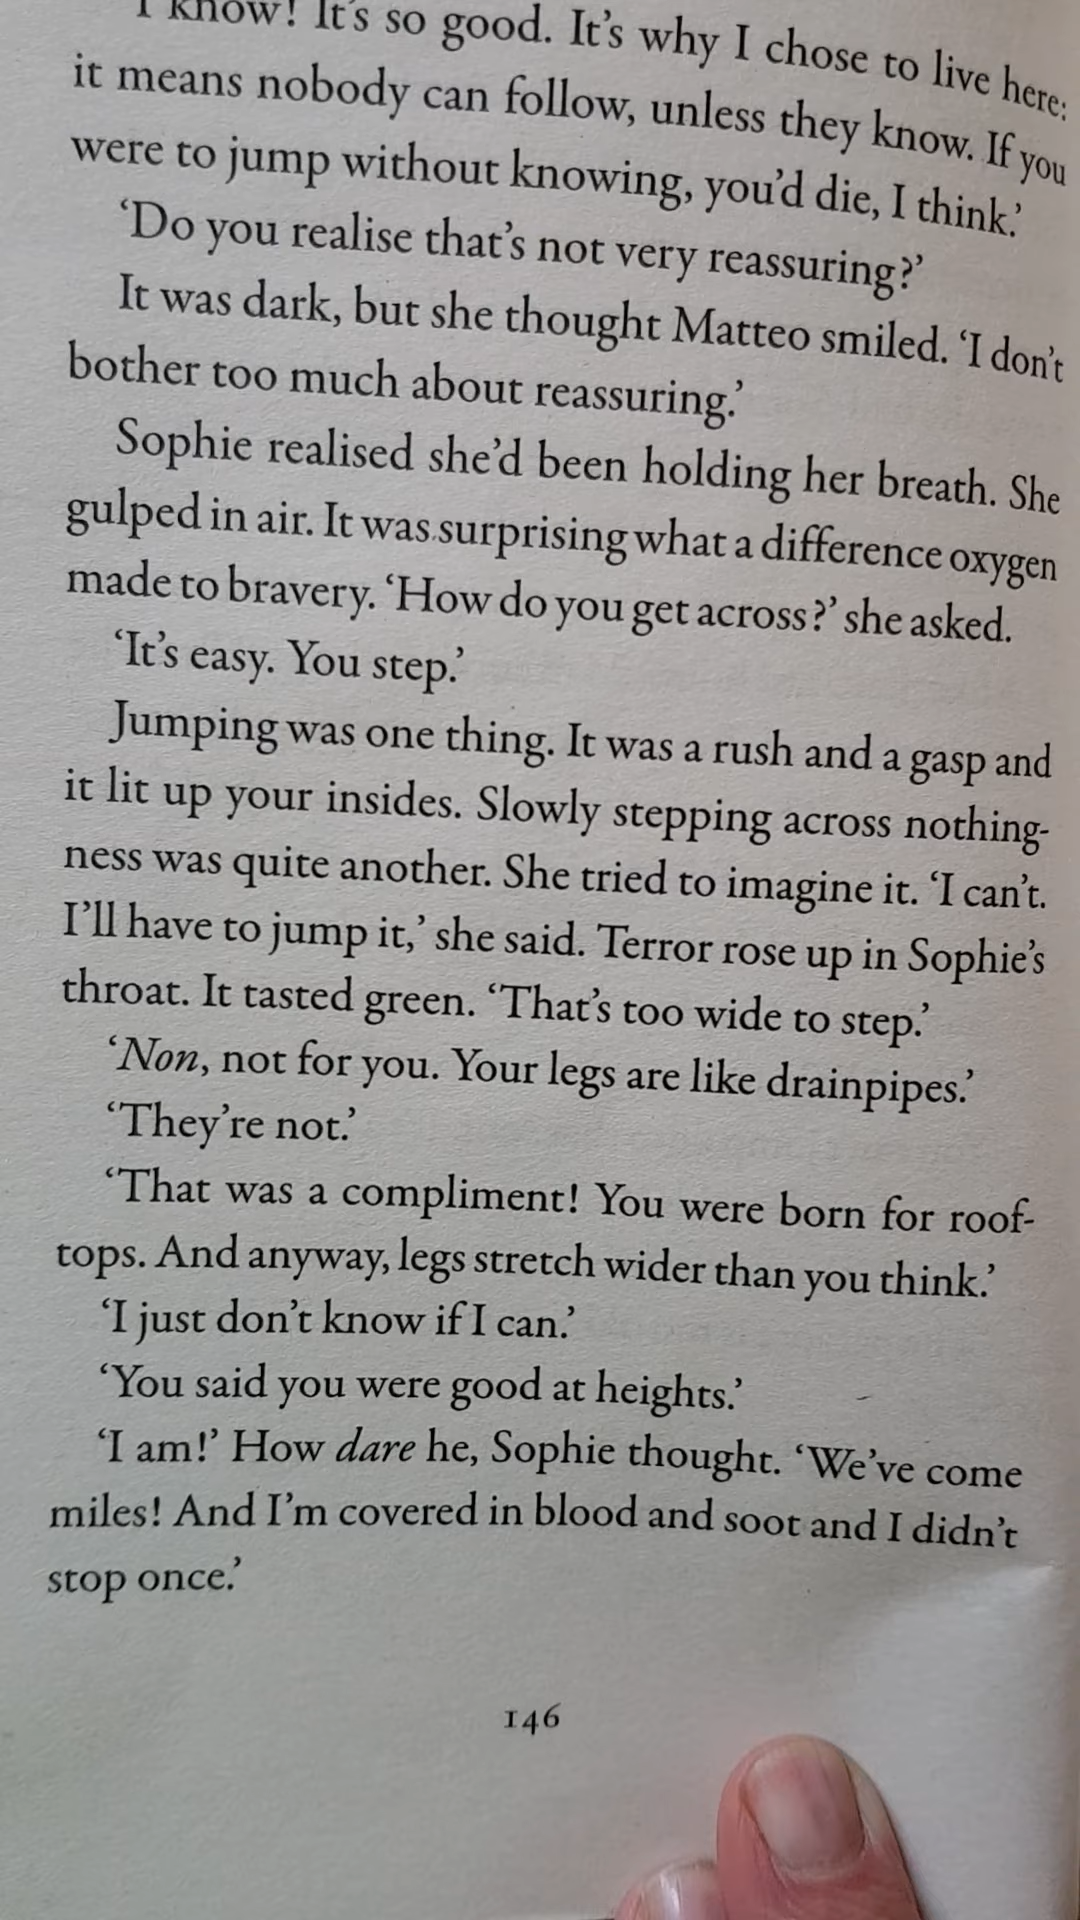 I know! It's so good. It's why I chose to live here:
it means nobody can follow, unless they know. If you
were to jump without knowing, you'd die, I think.’
‘Do you realise that's not very reassuring?’
It was dark, but she thought Matteo smiled. ‘I don't
bother too much about reassuring.’
Sophie realised she'd been holding her breath. She
gulped in air. It was surprising what a difference oxygen
made to bravery. ‘How do you get across?’ she asked.
‘It's easy. You step.’
Jumping was one thing. It was a rush and a gasp and
it lit up your insides. Slowly stepping across nothing-
ness was quite another. She tried to imagine it. ‘I can't.
I'll have to jump it,’ she said. Terror rose up in Sophie's
throat. It tasted green. ‘That's too wide to step.’
‘Non, not for you. Your legs are like drainpipes.’
‘They're not.’
‘That was a compliment! You were born for roof-
tops. And anyway, legs stretch wider than you think.’
‘I just don't know if I can.’
‘You said you were good at heights.’
‘I am!’ How dare he, Sophie thought. ‘We've come
miles! And I'm covered in blood and soot and I didn't
stop once.’
146